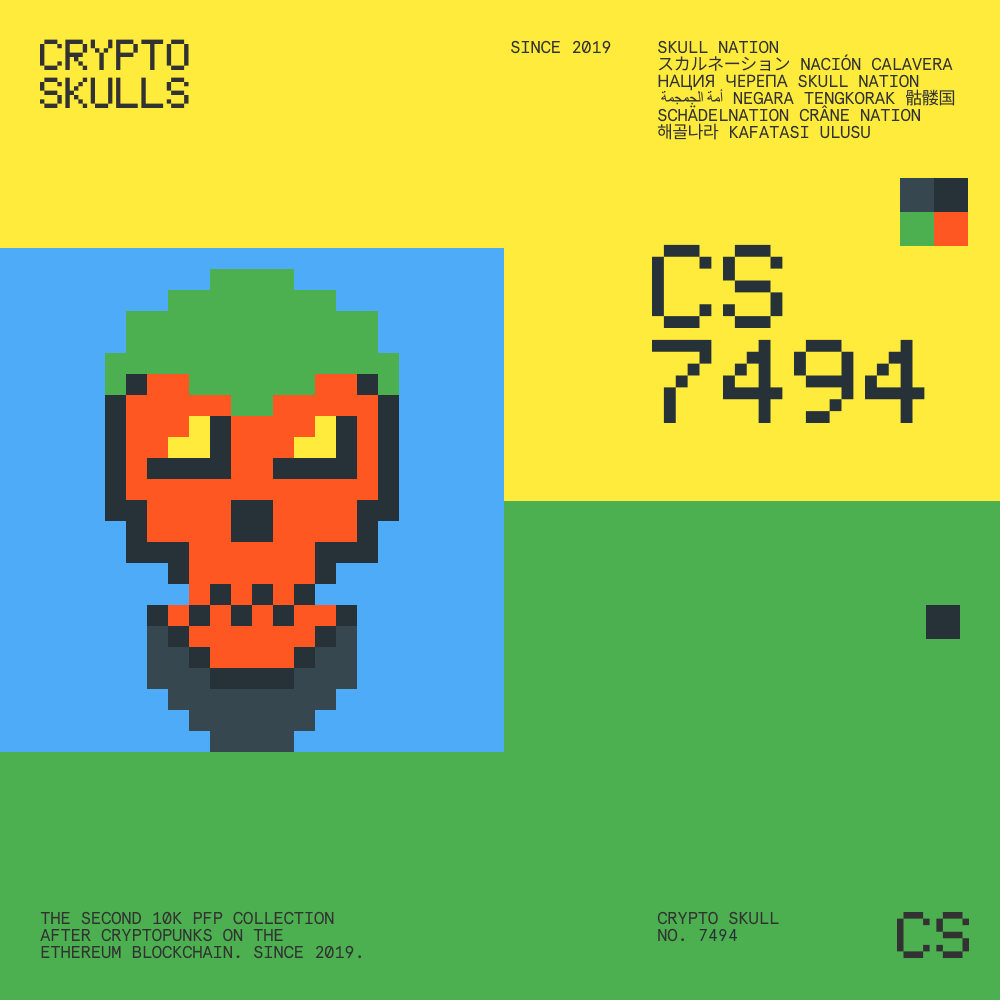 CRYPTO
SKULLS
SINCE 2019
SKULL NATION
スカルネーション NACIÓN CALAVERA
НАЦИЯ ЧЕРЕПА SKULL NATION
أمة الجمجمة NEGARA TENGKORAK 骷髅国
SCHÄDELNATION CRÂNE NATION
해골나라 KAFATASI ULUSU
CS
7494
THE SECOND 10K PFP COLLECTION
AFTER CRYPTOPUNKS ON THE
ETHEREUM BLOCKCHAIN. SINCE 2019.
CRYPTO SKULL
NO. 7494
CS